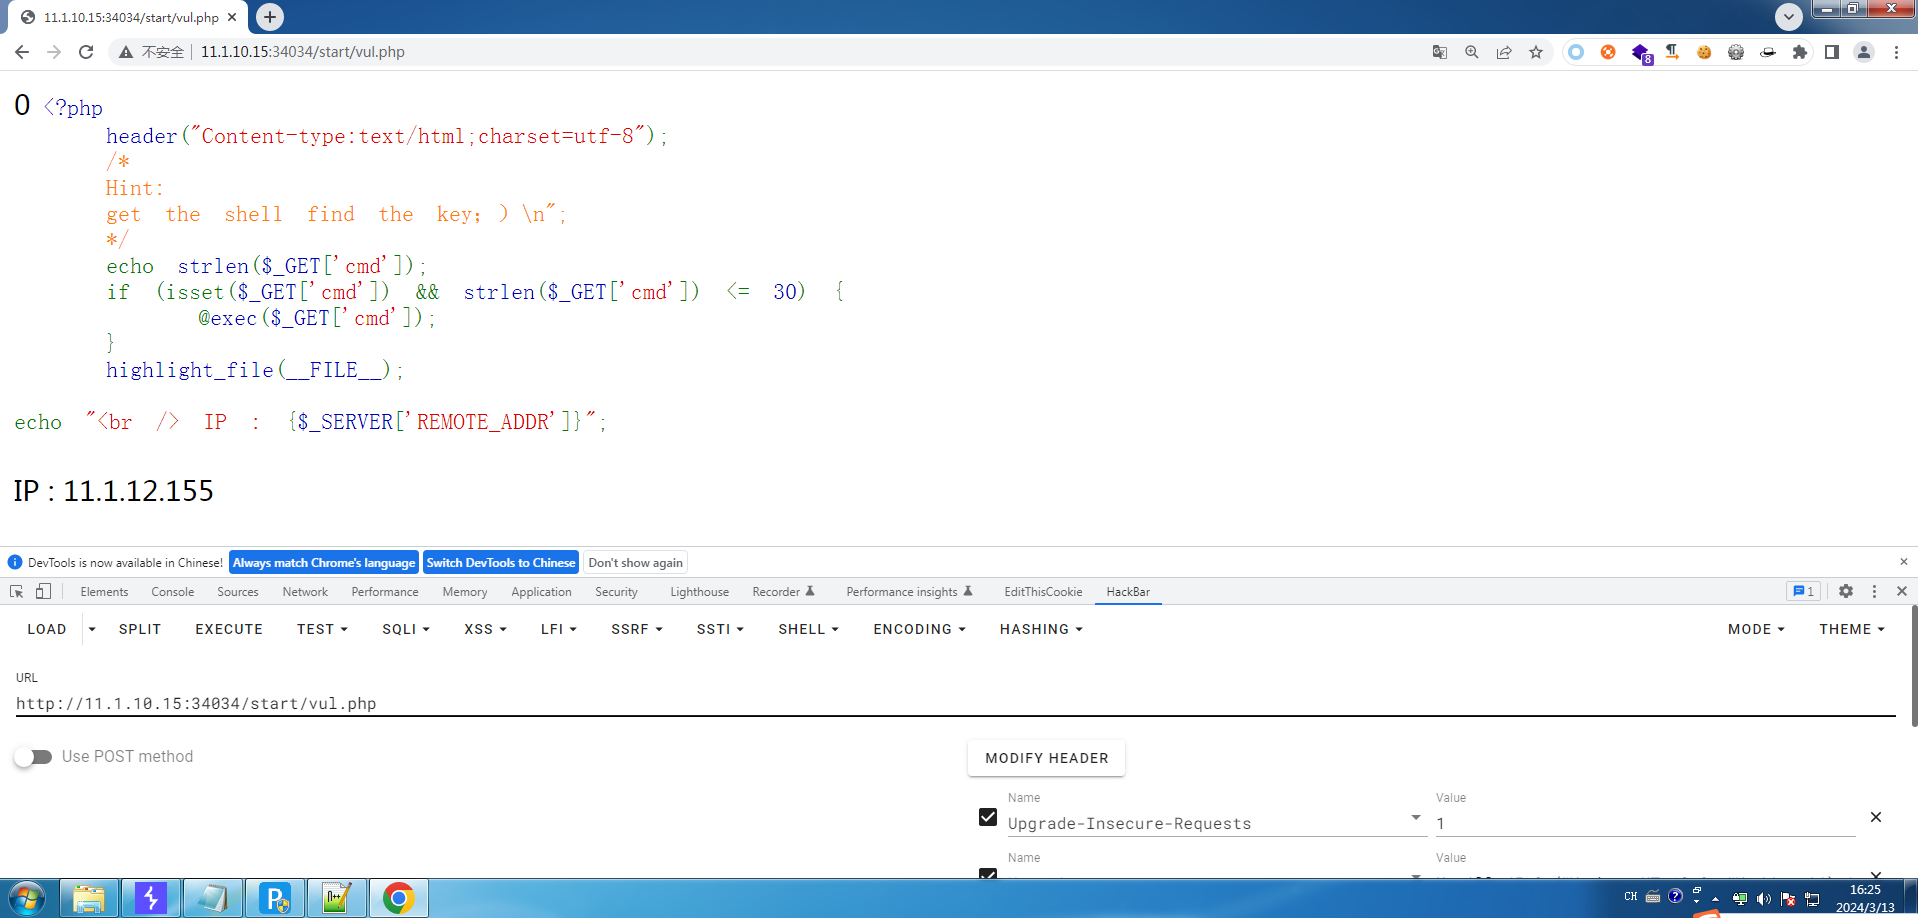 11.1.10.15:34034/start/vul.php
不安全 11.1.10.15:34034/start/vul.php
8
0 <?php
header("Content-type:text/html;charset=utf-8");
/*
Hint:
get the shell find the key；）\n";
*/
echo strlen($_GET['cmd']);
if (isset($_GET['cmd']) && strlen($_GET['cmd']) <= 30) {
@exec($_GET['cmd']);
}
highlight_file(__FILE__);
echo "<br /> IP : {$_SERVER['REMOTE_ADDR']}";
IP : 11.1.12.155
DevTools is now available in Chinese! Always match Chrome's language Switch DevTools to Chinese Don't show again
Elements Console Sources Network Performance Memory Application Security Lighthouse Recorder Performance insights EditThisCookie HackBar 1
LOAD SPLIT EXECUTE TEST SQLI XSS LFI SSRF SSTI SHELL ENCODING HASHING MODE THEME
URL
http://11.1.10.15:34034/start/vul.php
Use POST method MODIFY HEADER
Name Value
Upgrade-Insecure-Requests 1
Name Value
CH 16:25
2024/3/13